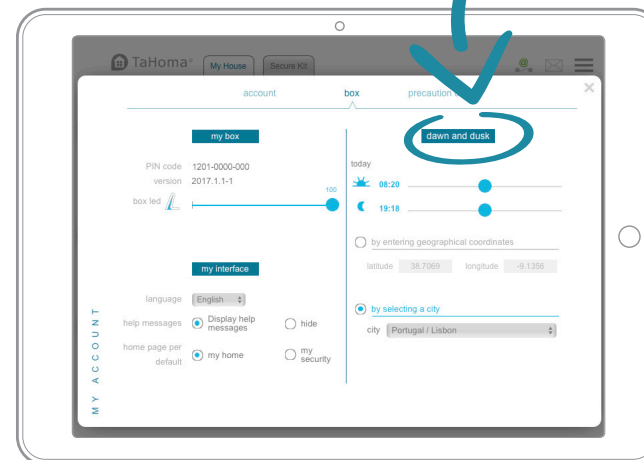 TaHoma®
My House
Secure Kit
account
box
precaution
my box
PIN code 1201-0000-000
version 2017.1.1-1
box led
100
my interface
language English
help messages Display help messages hide
home page per default my home my security
dawn and dusk
today
08:20
19:18
by entering geographical coordinates
latitude 38.7069 longitude -9.1356
by selecting a city
city Portugal / Lisbon
MY ACCOUNT